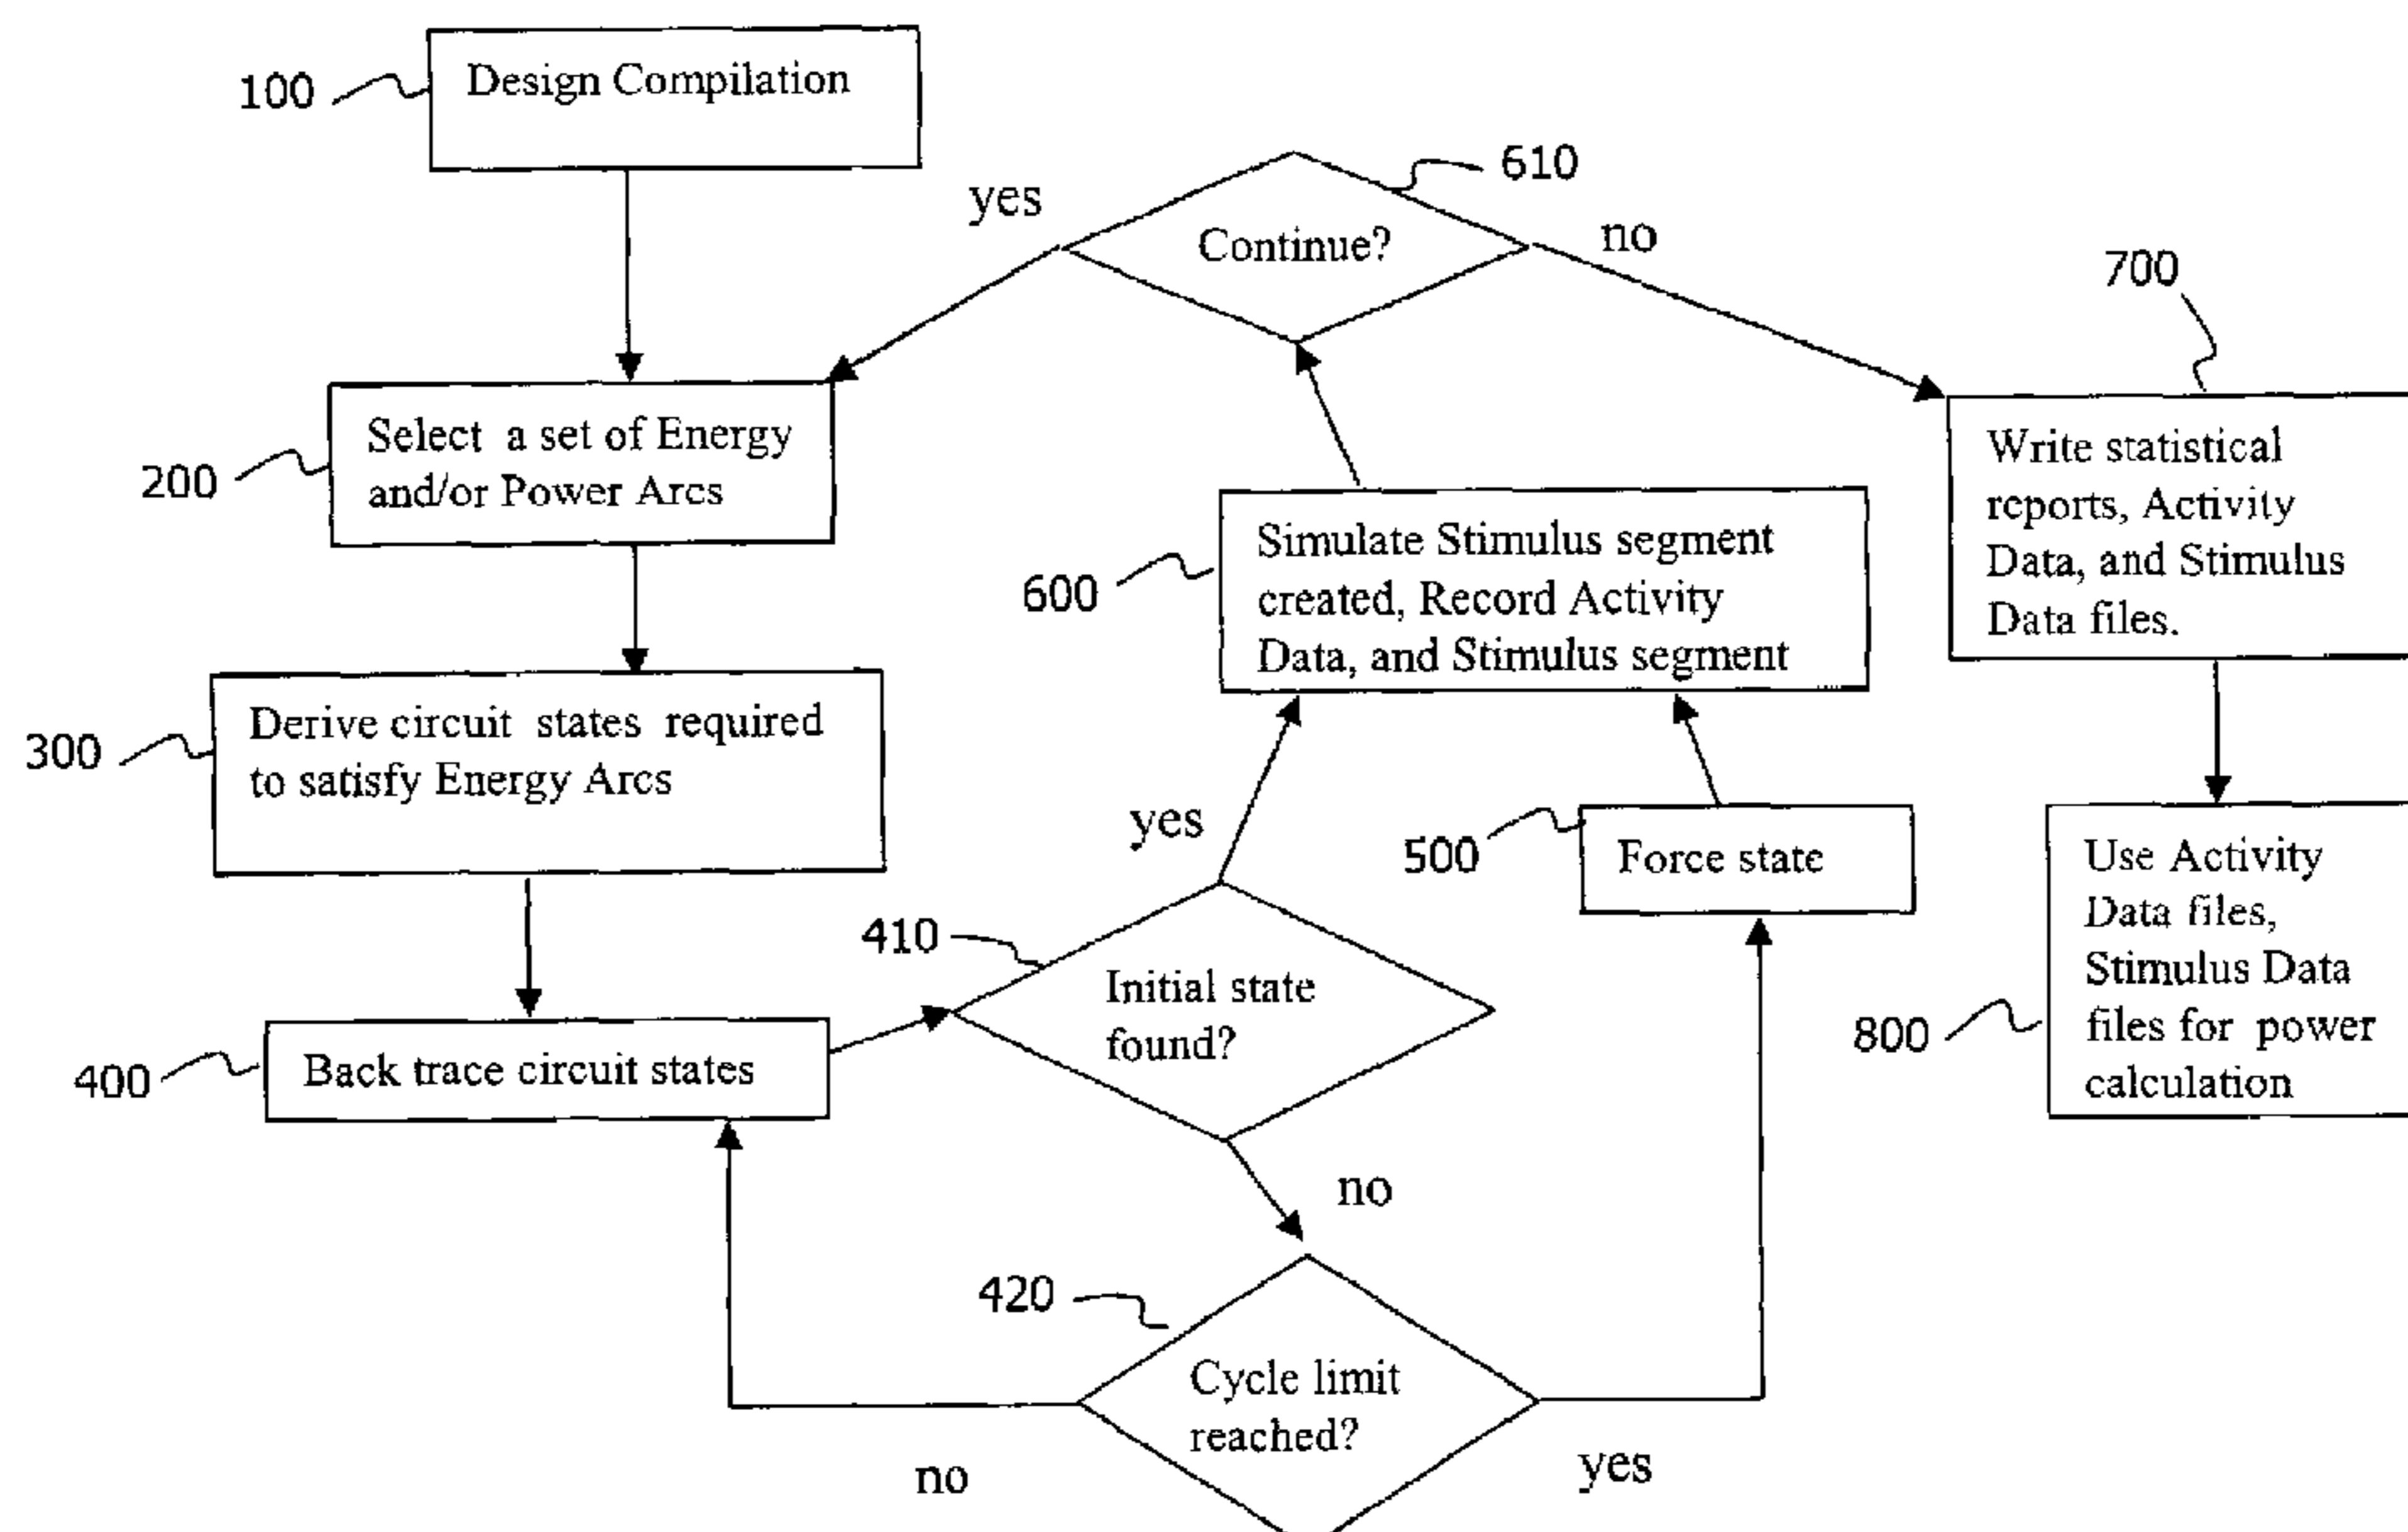 100
Design Compilation
610
yes
Continue?
no
700
200
Select a set of Energy
and/or Power Arcs
Write statistical
reports, Activity
Data, and Stimulus
Data files.
600
Simulate Stimulus segment
created, Record Activity
Data, and Stimulus segment
300
Derive circuit states required
to satisfy Energy Arcs
yes
500
Force state
800
Use Activity
Data files,
Stimulus Data
files for power
calculation
410
Initial state
found?
400
Back trace circuit states
no
420
Cycle limit
reached?
no
yes